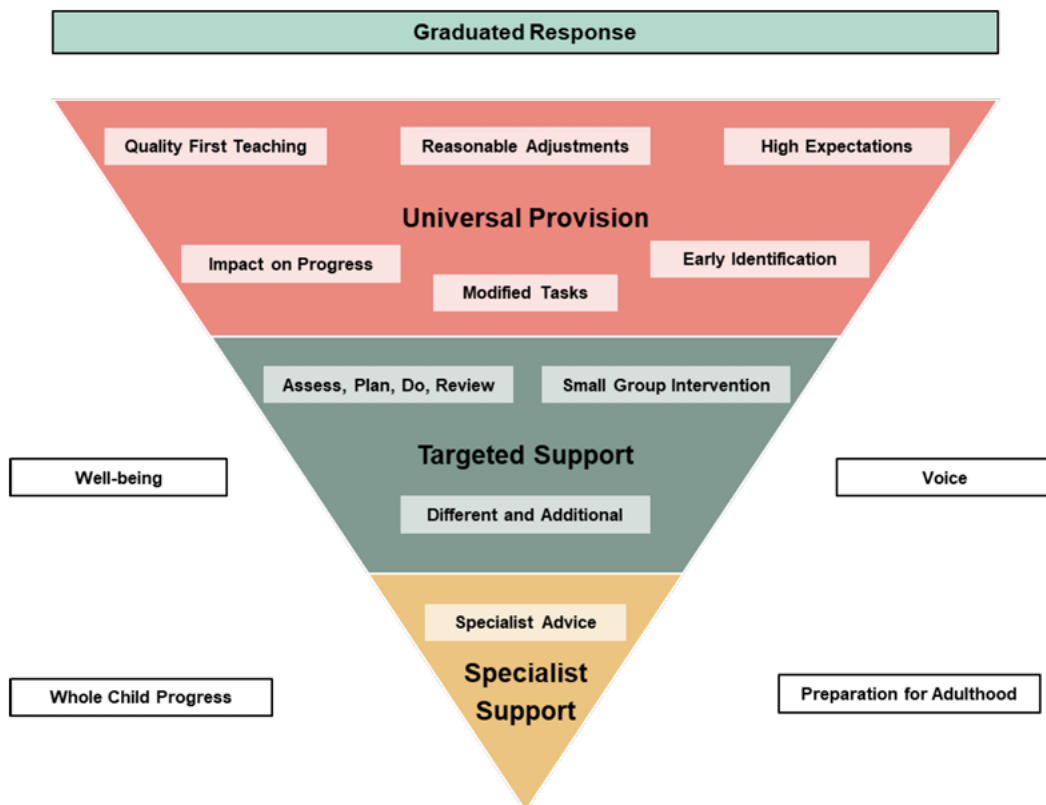 Graduated Response
Quality First Teaching
Reasonable Adjustments
High Expectations
Universal Provision
Impact on Progress
Early Identification
Modified Tasks
Assess, Plan, Do, Review
Small Group Intervention
Targeted Support
Well-being
Voice
Different and Additional
Specialist Advice
Specialist
Support
Whole Child Progress
Preparation for Adulthood